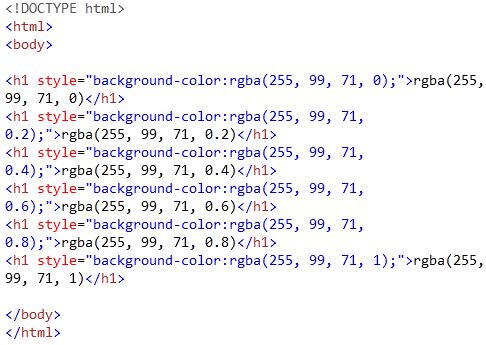 <!DOCTYPE html>
<html>
<body>
<h1 style="background-color:rgba(255, 99, 71, 0);">rgba(255,
99, 71, 0)</h1>
<h1 style="background-color:rgba(255, 99, 71,
0.2);">rgba(255, 99, 71, 0.2)</h1>
<h1 style="background-color:rgba(255, 99, 71,
0.4);">rgba(255, 99, 71, 0.4)</h1>
<h1 style="background-color:rgba(255, 99, 71,
0.6);">rgba(255, 99, 71, 0.6)</h1>
<h1 style="background-color:rgba(255, 99, 71,
0.8);">rgba(255, 99, 71, 0.8)</h1>
<h1 style="background-color:rgba(255, 99, 71, 1);">rgba(255,
99, 71, 1)</h1>
</body>
</html>